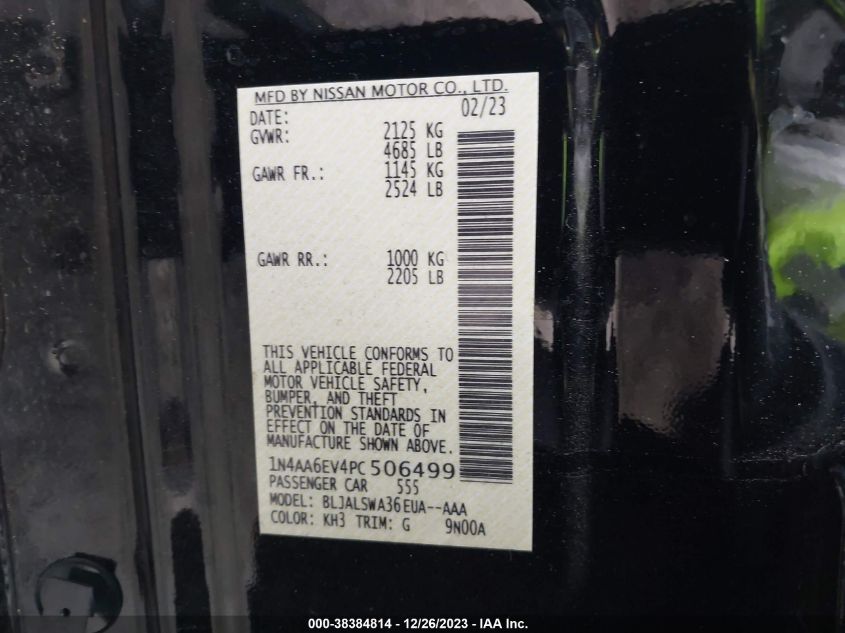 MFD BY NISSAN MOTOR CO., LTD.
DATE: 02/23
GVWR: 2125 KG
4685 LB
GAWR FR.: 1145 KG
2524 LB
GAWR RR.: 1000 KG
2205 LB
THIS VEHICLE CONFORMS TO
ALL APPLICABLE FEDERAL
MOTOR VEHICLE SAFETY,
BUMPER, AND THEFT
PREVENTION STANDARDS IN
EFFECT ON THE DATE OF
MANUFACTURE SHOWN ABOVE.
1N4AA6EV4PC506499
PASSENGER CAR 555
MODEL: BLJALSWA36EUA--AAA
COLOR: KH3 TRIM: G 9N00A
000-38384814 - 12/26/2023 - IAA Inc.